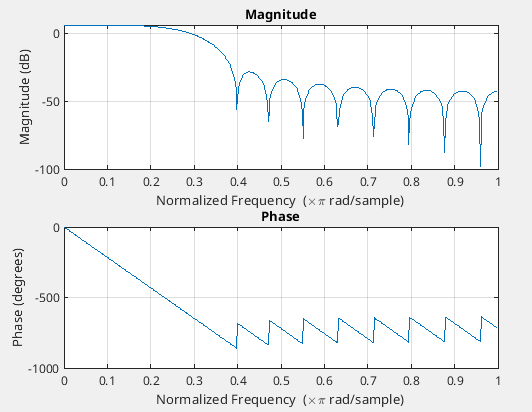 Magnitude
0
-50
-100
Magnitude (dB)
0 0.1 0.2 0.3 0.4 0.5 0.6 0.7 0.8 0.9 1
Normalized Frequency (×π rad/sample)
Phase
0
-500
-1000
Phase (degrees)
0 0.1 0.2 0.3 0.4 0.5 0.6 0.7 0.8 0.9 1
Normalized Frequency (×π rad/sample)